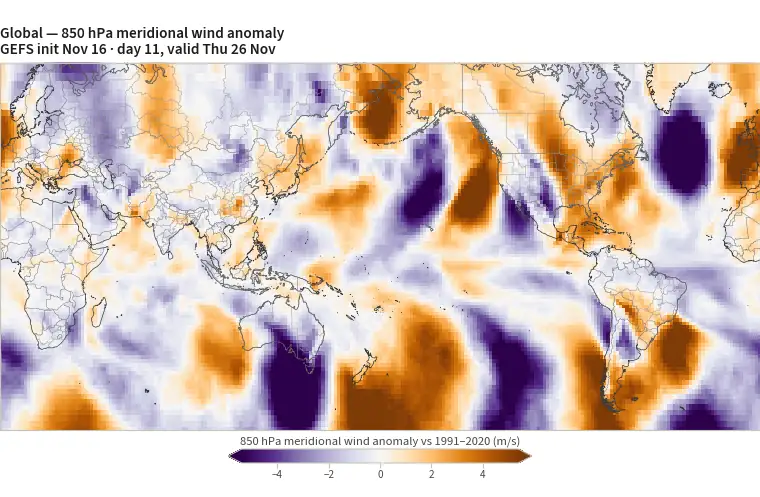 Global — 850 hPa meridional wind anomaly
GEFS init Nov 16 · day 11, valid Thu 26 Nov
850 hPa meridional wind anomaly vs 1991–2020 (m/s)
−4 −2 0 2 4